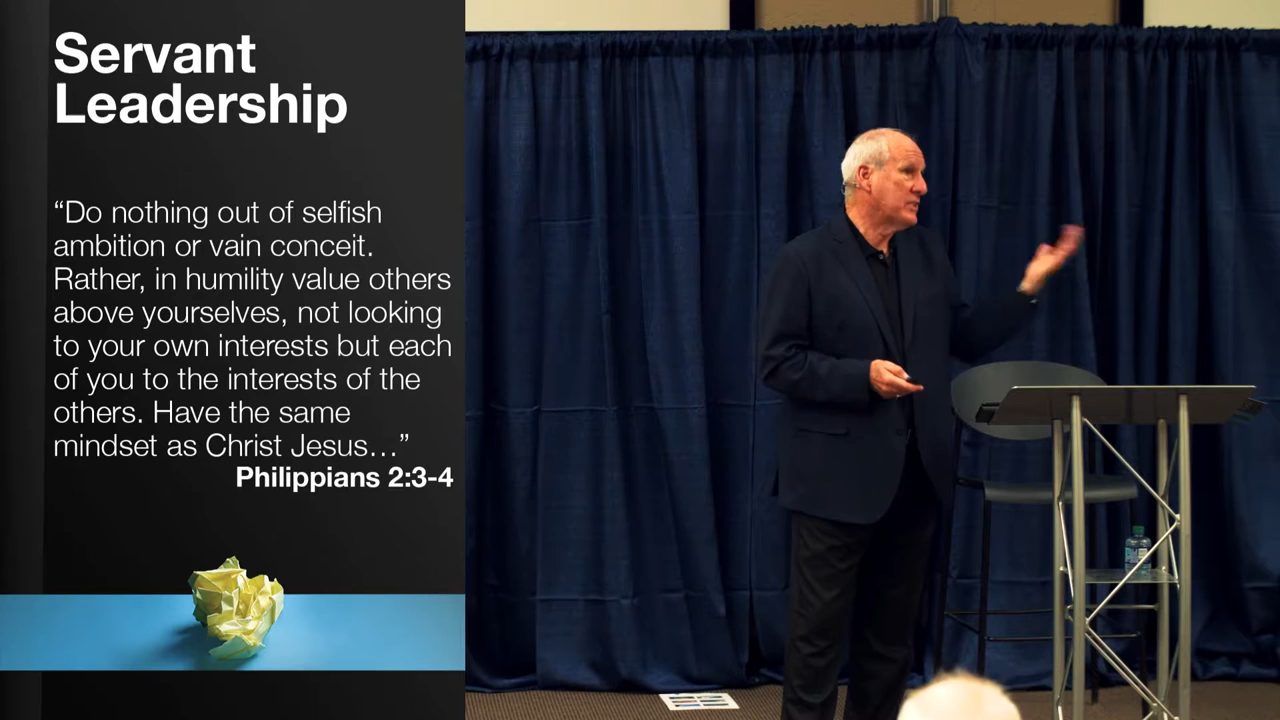 Servant
Leadership
“Do nothing out of selfish
ambition or vain conceit.
Rather, in humility value others
above yourselves, not looking
to your own interests but each
of you to the interests of the
others. Have the same
mindset as Christ Jesus…”
Philippians 2:3-4